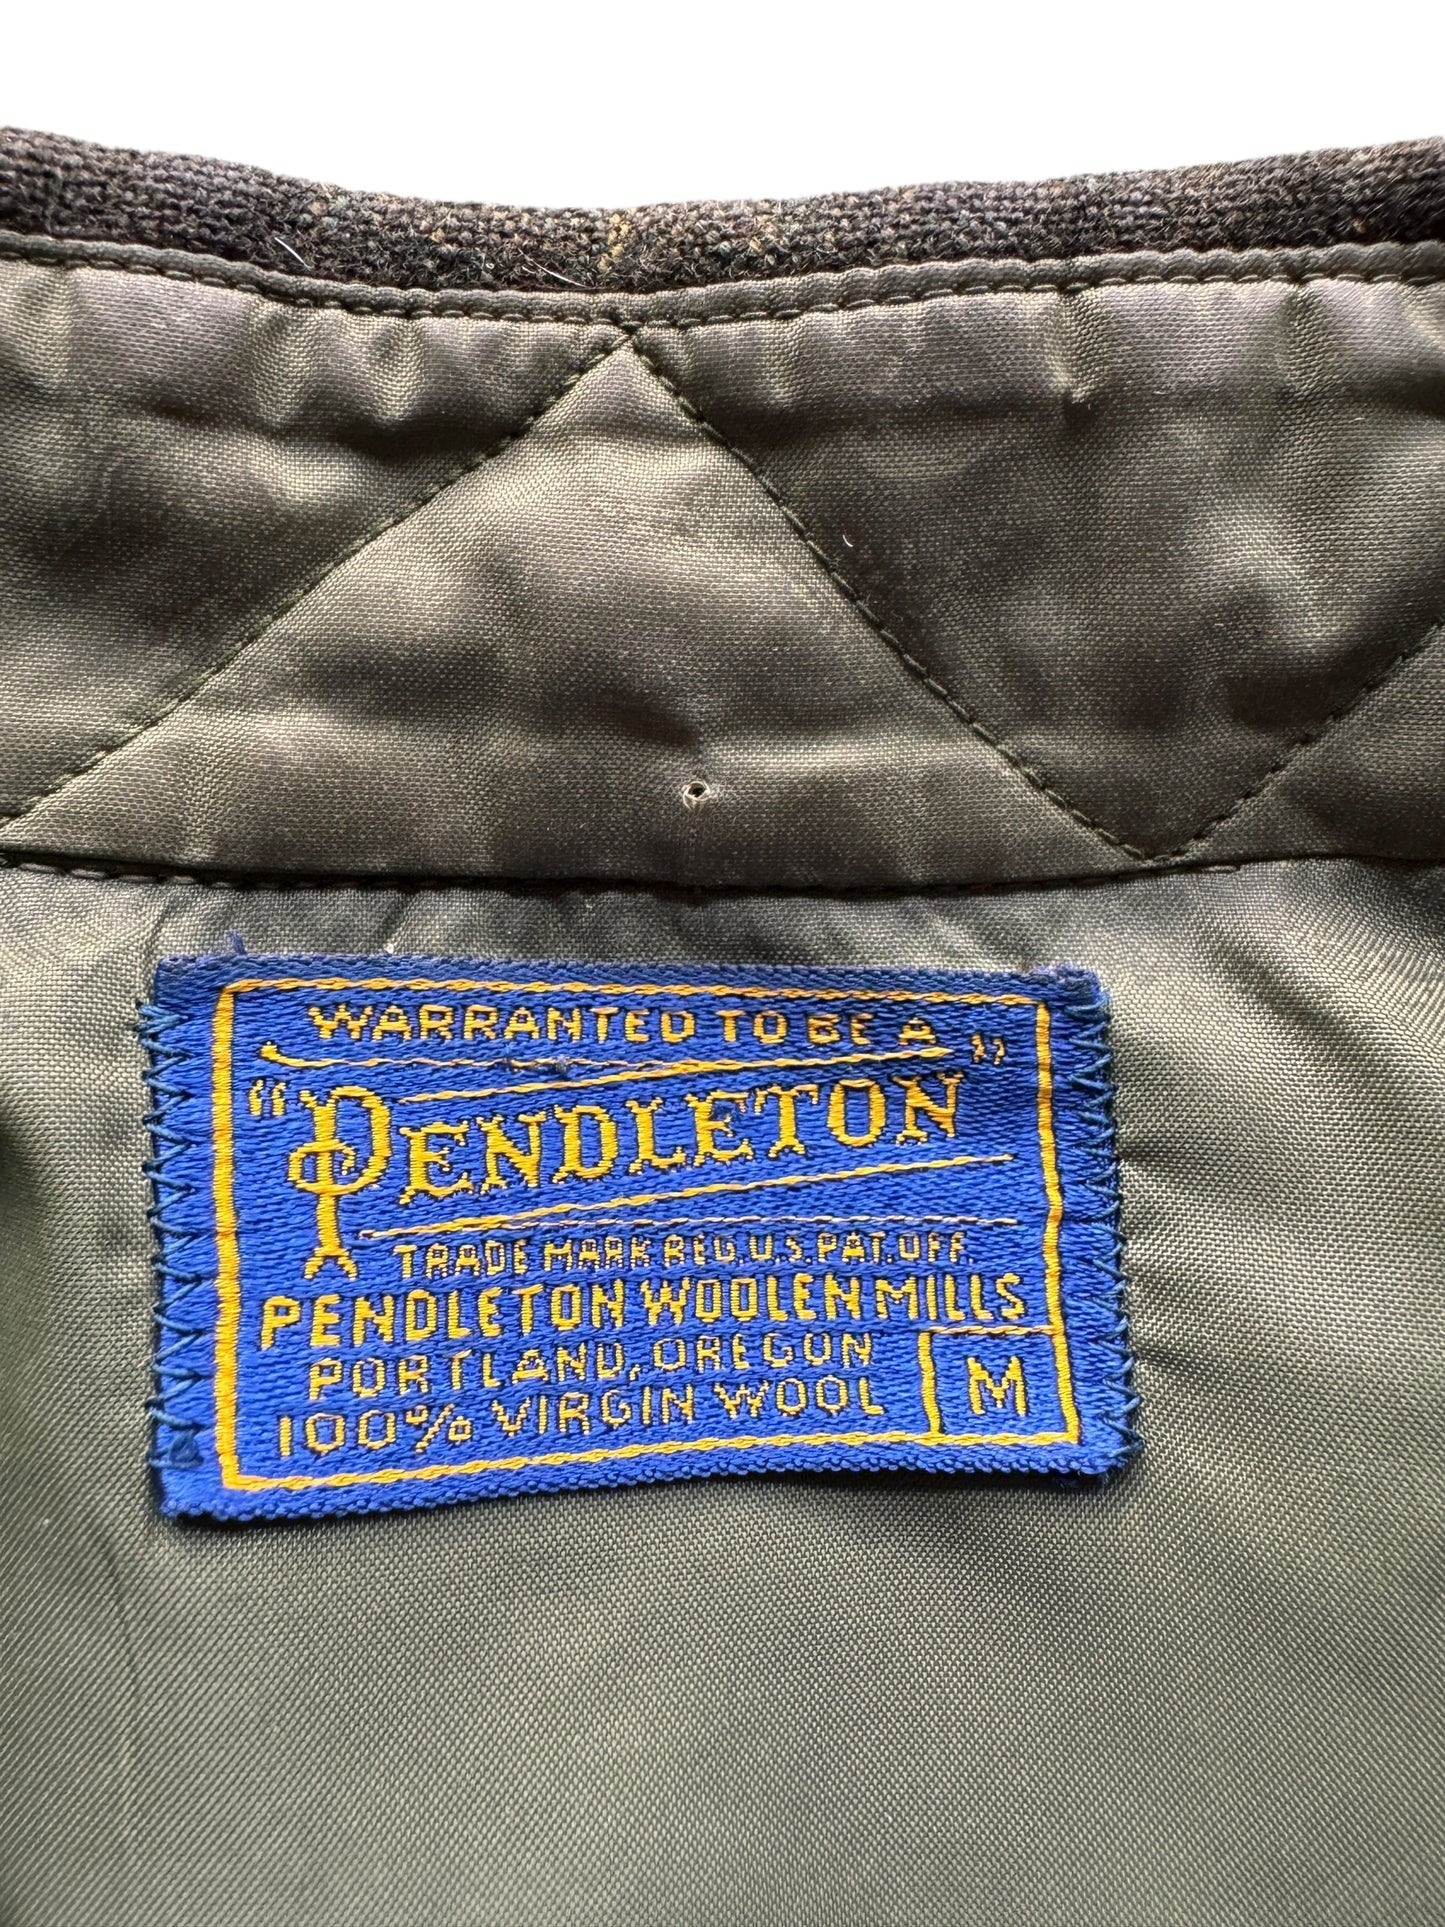 WARRANTED TO BE A
"PENDLETON"
TRADE MARK REG. U.S. PAT. OFF.
PENDLETON WOOLEN MILLS
PORTLAND, OREGON
100% VIRGIN WOOL
M